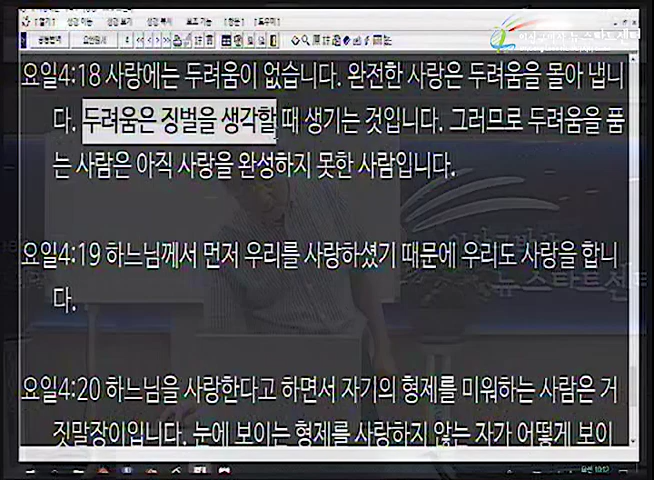 요한1서
요일4:18 사랑에는 두려움이 없습니다. 완전한 사랑은 두려움을 몰아 냅니
다. 두려움은 징벌을 생각할 때 생기는 것입니다. 그러므로 두려움을 품
는 사람은 아직 사랑을 완성하지 못한 사람입니다.
요일4:19 하느님께서 먼저 우리를 사랑하셨기 때문에 우리도 사랑을 합니
다.
요일4:20 하느님을 사랑한다고 하면서 자기의 형제를 미워하는 사람은 거
짓말장이입니다. 눈에 보이는 형제를 사랑하지 않는 자가 어떻게 보이